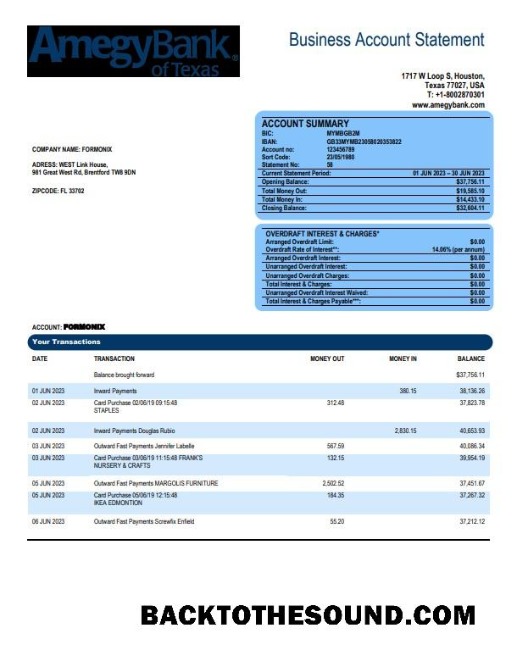 AmegyBank®
of Texas
Business Account Statement
1717 W Loop S, Houston,
Texas 77027, USA
T: +1-8002870301
www.amegybank.com
ACCOUNT SUMMARY
BIC: MYMBGB2M
IBAN: GB33MYMB23058020353822
Account no: 123456789
Sort Code: 23/05/1980
Statement No: 58
Current Statement Period: 01 JUN 2023 – 30 JUN 2023
Opening Balance: $37,756.11
Total Money Out: $19,585.10
Total Money In: $14,433.10
Closing Balance: $32,604.11
COMPANY NAME: FORMONIX
ADRESS: WEST Link House,
981 Great West Rd, Brentford TW8 9DN
ZIPCODE: FL 33702
OVERDRAFT INTEREST & CHARGES*
Arranged Overdraft Limit: $0.00
Overdraft Rate of Interest**: 14.06% (per annum)
Arranged Overdraft Interest: $0.00
Unarranged Overdraft Interest: $0.00
Unarranged Overdraft Charges: $0.00
Total Interest & Charges: $0.00
Unarranged Overdraft Interest Waived: $0.00
Total Interest & Charges Payable***: $0.00
ACCOUNT: FORMONIX
Your Transactions
DATE TRANSACTION MONEY OUT MONEY IN BALANCE
Balance brought forward $37,756.11
01 JUN 2023 Inward Payments 380.15 38,136.26
02 JUN 2023 Card Purchase 02/06/19 09:15:48 312.48 37,823.78
STAPLES
02 JUN 2023 Inward Payments Douglas Rubio 2,830.15 40,653.93
03 JUN 2023 Outward Fast Payments Jennifer Labelle 567.59 40,086.34
03 JUN 2023 Card Purchase 03/06/19 11:15:48 FRANK'S 132.15 39,954.19
NURSERY & CRAFTS
05 JUN 2023 Outward Fast Payments MARGOLIS FURNITURE 2,502.52 37,451.67
05 JUN 2023 Card Purchase 05/06/19 12:15:48 184.35 37,267.32
IKEA EDMONTION
06 JUN 2023 Outward Fast Payments Screwfix Enfield 55.20 37,212.12
BACKTOTHESOUND.COM